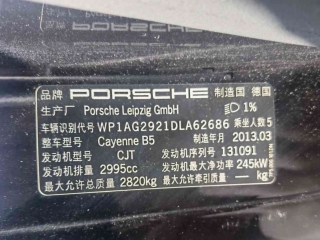 品牌 PORSCHE 制造国 德国
生产厂 Porsche Leipzig GmbH 1%
车辆识别代号 WP1AG2921DLA62686 乘坐人数 5
整车型号 Cayenne B5 制造年月 2013.03
发动机型号 CJT 发动机序列号 131091
发动机排量 2995cc 发动机最大净功率 245kW
最大允许总质量 2820kg 最大允许牵引质量 — kg